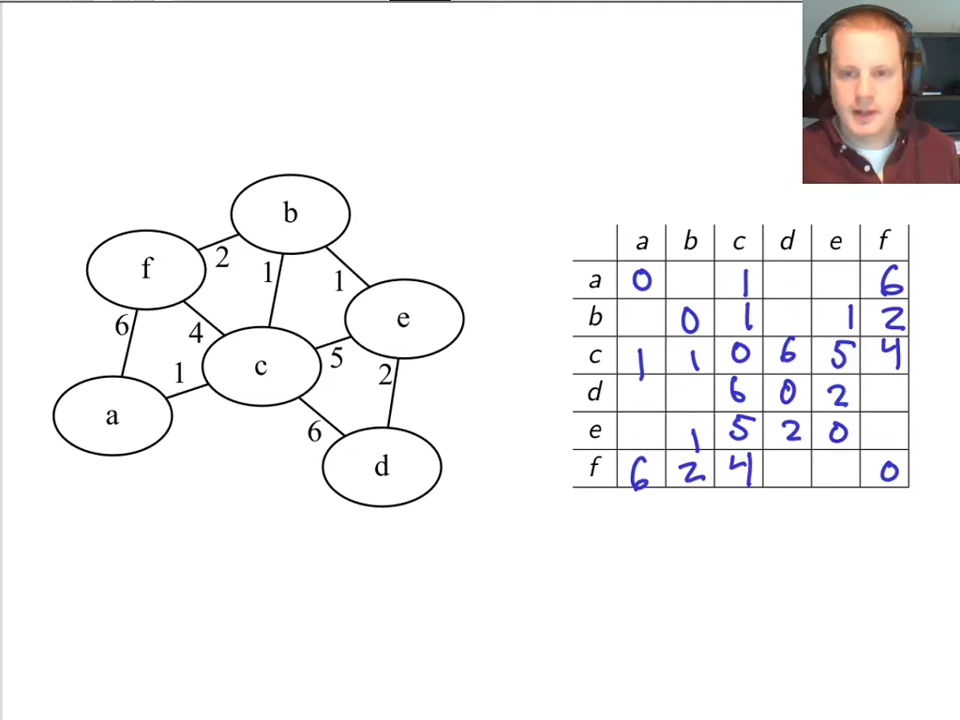 b
f
2
1
1
e
6
4
c
5
1
2
a
6
d
a b c d e f
a 0 1 6
b 0 1 1 2
c 1 1 0 6 5 4
d 6 0 2
e 1 5 2 0
f 6 2 4 0